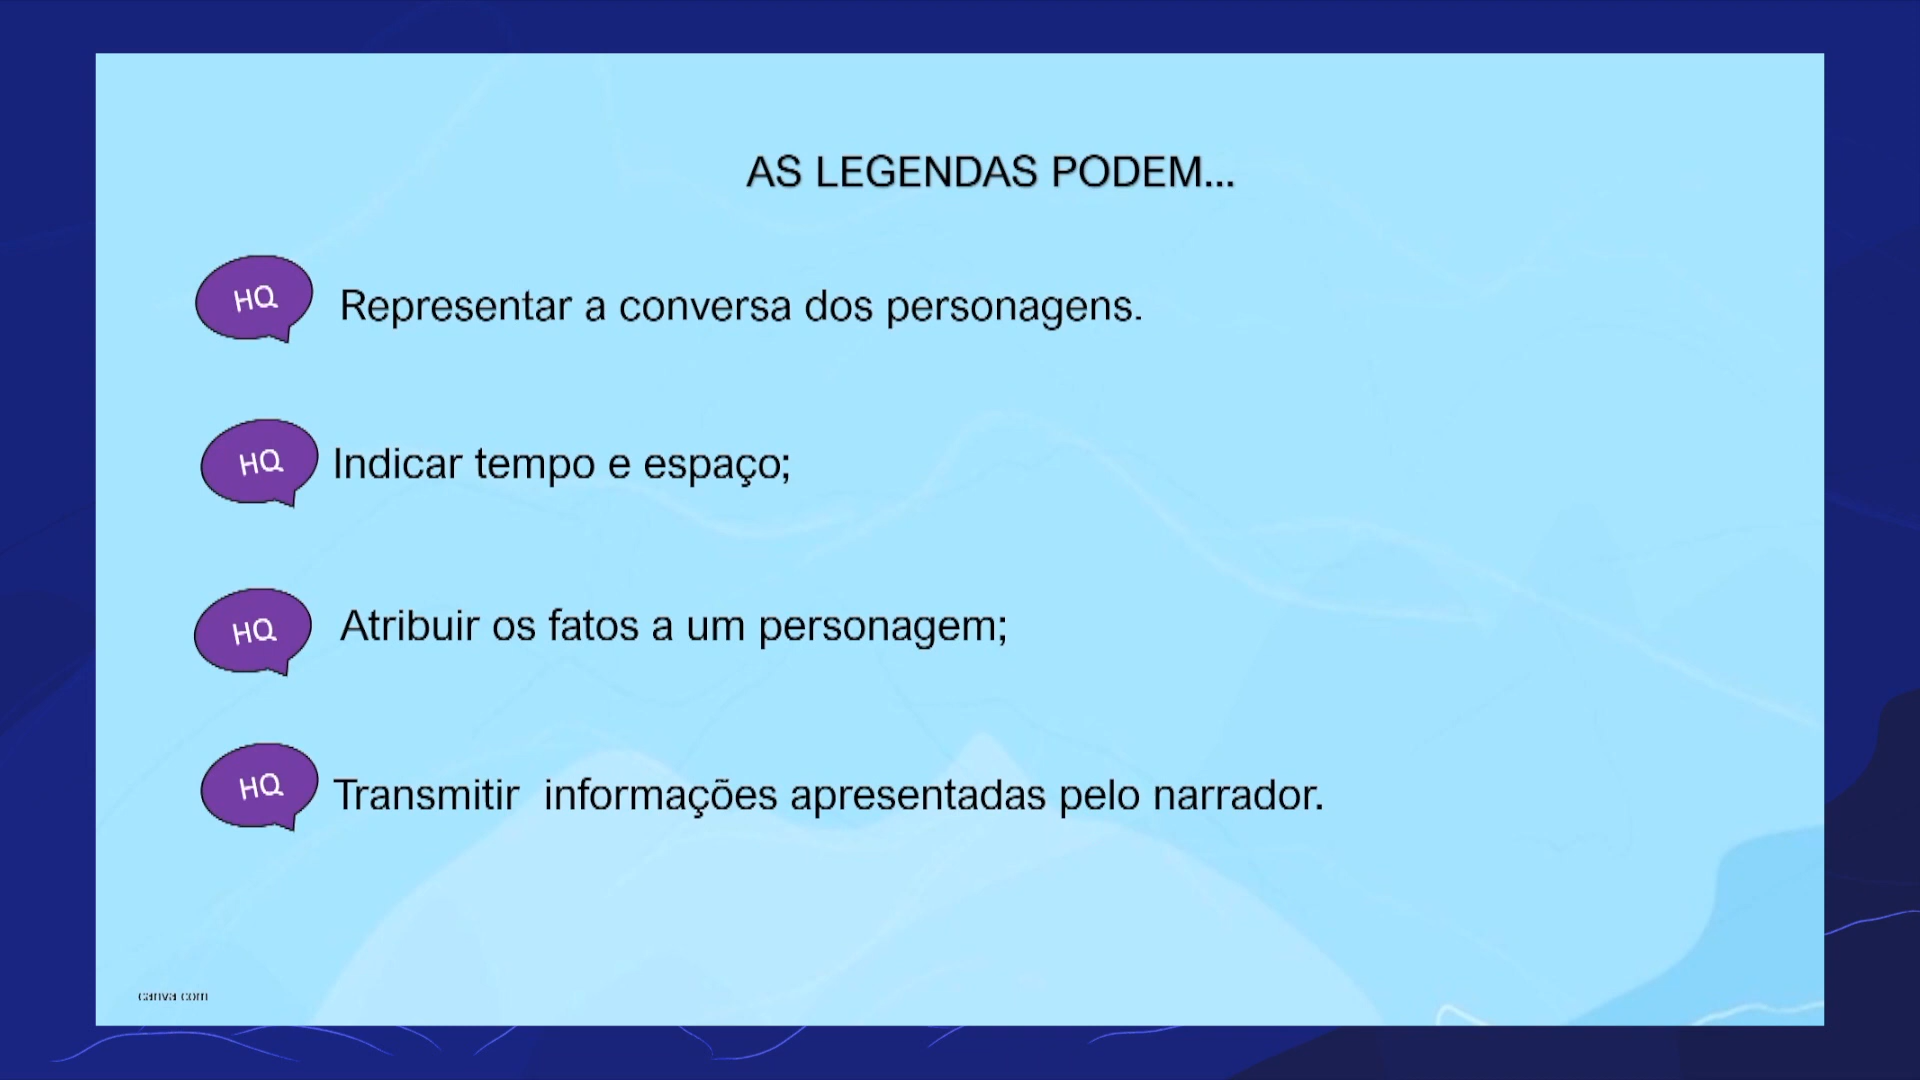 AS LEGENDAS PODEM...
HQ Representar a conversa dos personagens.
HQ Indicar tempo e espaço;
HQ Atribuir os fatos a um personagem;
HQ Transmitir informações apresentadas pelo narrador.
canva com